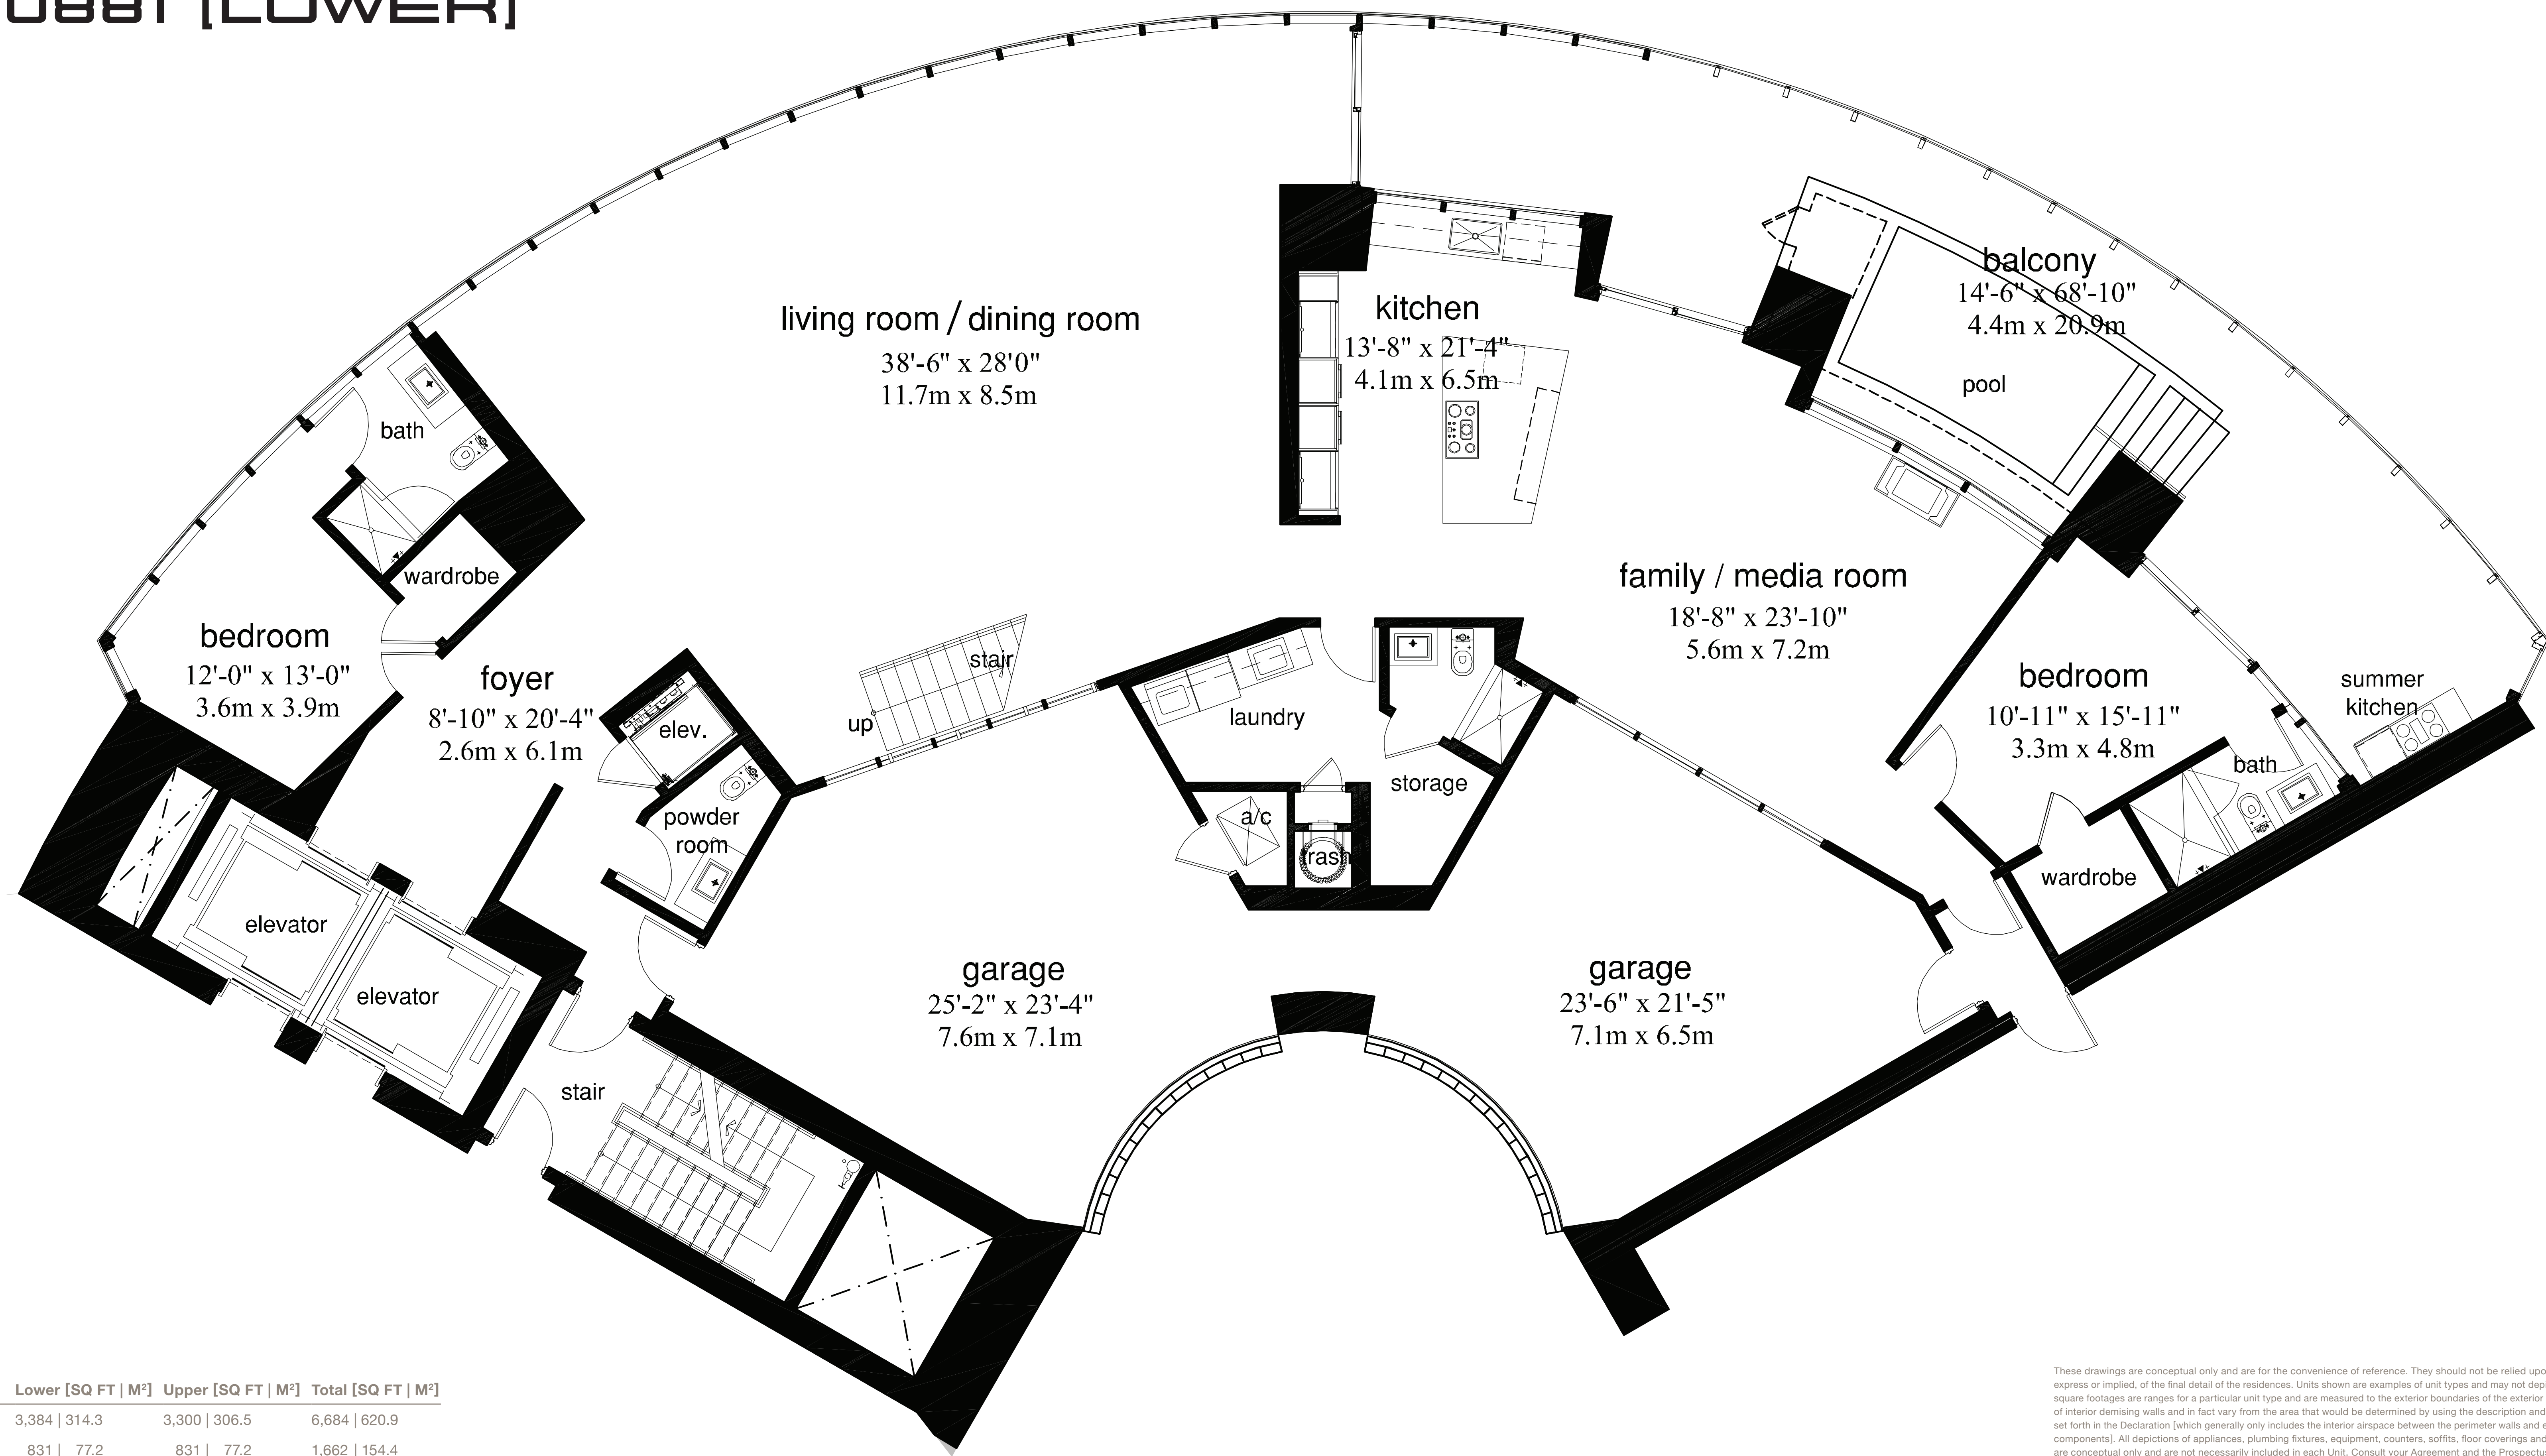 [LOWER]
balcony
14'-6" x 68'-10"
4.4m x 20.9m
pool
living room / dining room
38'-6" x 28'0"
11.7m x 8.5m
kitchen
13'-8" x 21'-4"
4.1m x 6.5m
bath
wardrobe
family / media room
18'-8" x 23'-10"
5.6m x 7.2m
bedroom
12'-0" x 13'-0"
3.6m x 3.9m
foyer
8'-10" x 20'-4"
2.6m x 6.1m
elev.
stair
up
laundry
storage
bedroom
10'-11" x 15'-11"
3.3m x 4.8m
summer
kitchen
bath
powder
room
a/c
trash
wardrobe
elevator
elevator
garage
25'-2" x 23'-4"
7.6m x 7.1m
garage
23'-6" x 21'-5"
7.1m x 6.5m
stair
Lower [SQ FT | M²] Upper [SQ FT | M²] Total [SQ FT | M²]
3,384 | 314.3 3,300 | 306.5 6,684 | 620.9
831 | 77.2 831 | 77.2 1,662 | 154.4
These drawings are conceptual only and are for the convenience of reference. They should not be relied
express or implied, of the final detail of the residences. Units shown are examples of unit types and may not
square footages are ranges for a particular unit type and are measured to the exterior boundaries of the exterior
of interior demising walls and in fact vary from the area that would be determined by using the description and
set forth in the Declaration [which generally only includes the interior airspace between the perimeter walls and
components]. All depictions of appliances, plumbing fixtures, equipment, counters, soffits, floor coverings and
are conceptual only and are not necessarily included in each Unit. Consult your Agreement and the